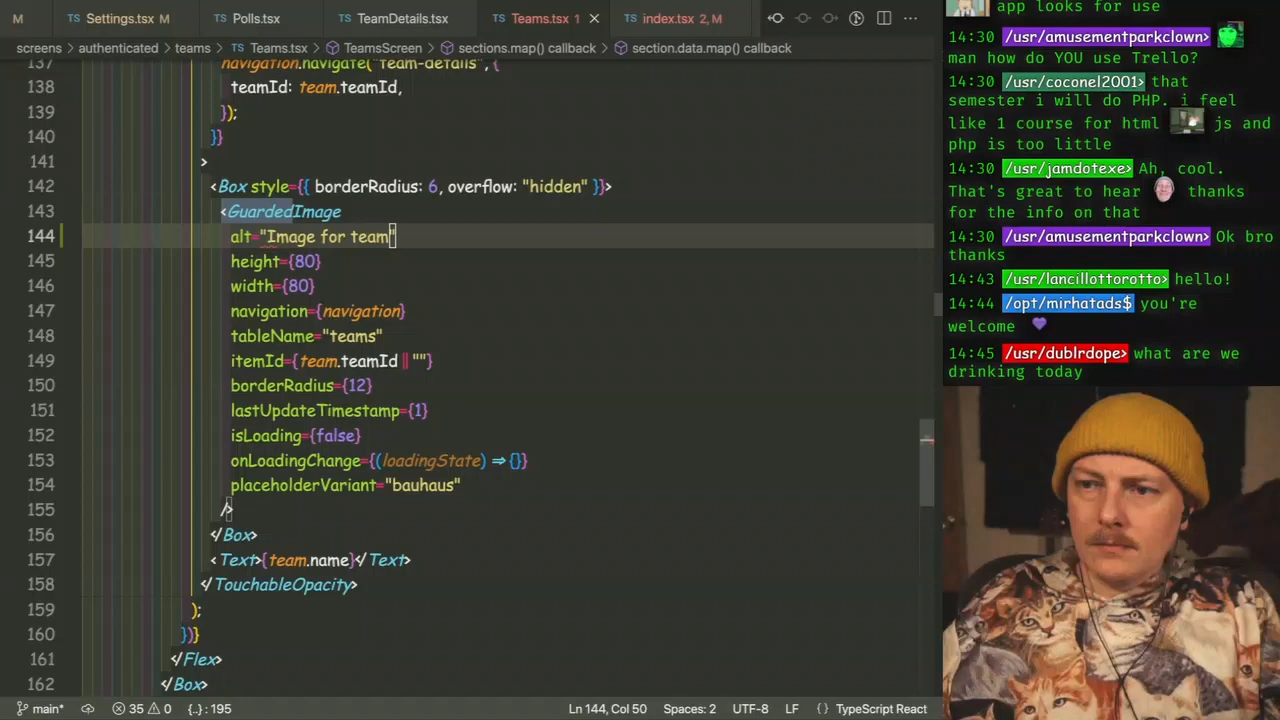 M
TS Settings.tsx M
TS Polls.tsx
TS TeamDetails.tsx
TS Teams.tsx 1
TS index.tsx 2, M
screens > authenticated > teams > TS Teams.tsx > TeamsScreen > sections.map() callback > section.data.map() callback
137 navigation.navigate("team-details", {
138 teamId: team.teamId,
139 });
140 }}
141 >
142 <Box style={{ borderRadius: 6, overflow: "hidden" }}>
143 <GuardedImage
144 alt="Image for team"
145 height={80}
146 width={80}
147 navigation={navigation}
148 tableName="teams"
149 itemId={team.teamId || ""}
150 borderRadius={12}
151 lastUpdateTimestamp={1}
152 isLoading={false}
153 onLoadingChange={(loadingState) => {}}
154 placeholderVariant="bauhaus"
155 />
156 </Box>
157 <Text>{team.name}</Text>
158 </TouchableOpacity>
159 );
160 })}
161 </Flex>
162 </Box>
main* 35 0 {..} : 195 Ln 144, Col 50 Spaces: 2 UTF-8 LF {} TypeScript React
app looks for use
14:30 /usr/amusementparkclown>
man how do YOU use Trello?
14:30 /usr/coconel2001> that
semester i will do PHP. i feel
like 1 course for html js and
php is too little
14:30 /usr/jamdotexe> Ah, cool.
That's great to hear thanks
for the info on that
14:30 /usr/amusementparkclown> Ok bro
thanks
14:43 /usr/lancillottorotto> hello!
14:44 /opt/mirhatads$ you're
welcome
14:45 /usr/dublrdope> what are we
drinking today